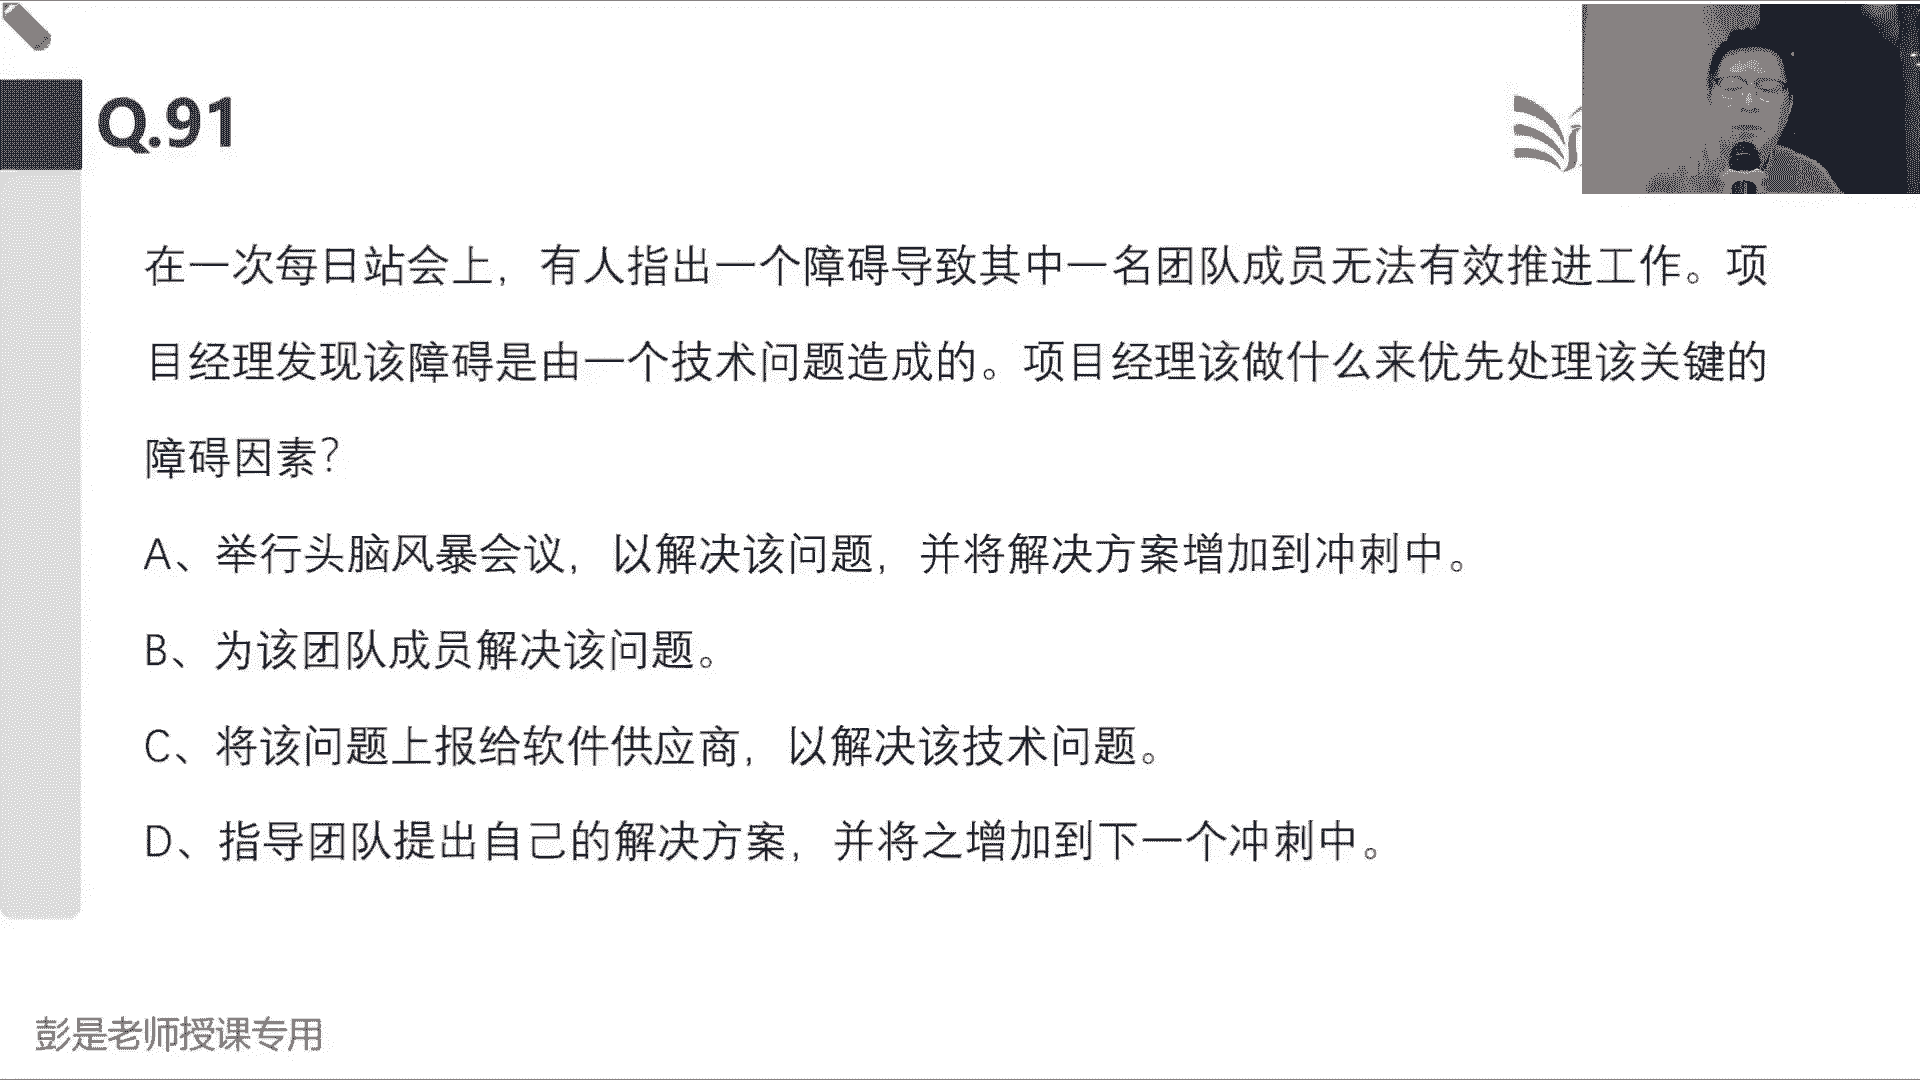 Q.91
在一次每日站会上，有人指出一个障碍导致其中一名团队成员无法有效推进工作。项
目经理发现该障碍是由一个技术问题造成的。项目经理该做什么来优先处理该关键的
障碍因素？
A、举行头脑风暴会议，以解决该问题，并将解决方案增加到冲刺中。
B、为该团队成员解决该问题。
C、将该问题上报给软件供应商，以解决该技术问题。
D、指导团队提出自己的解决方案，并将之增加到下一个冲刺中。
彭是老师授课专用